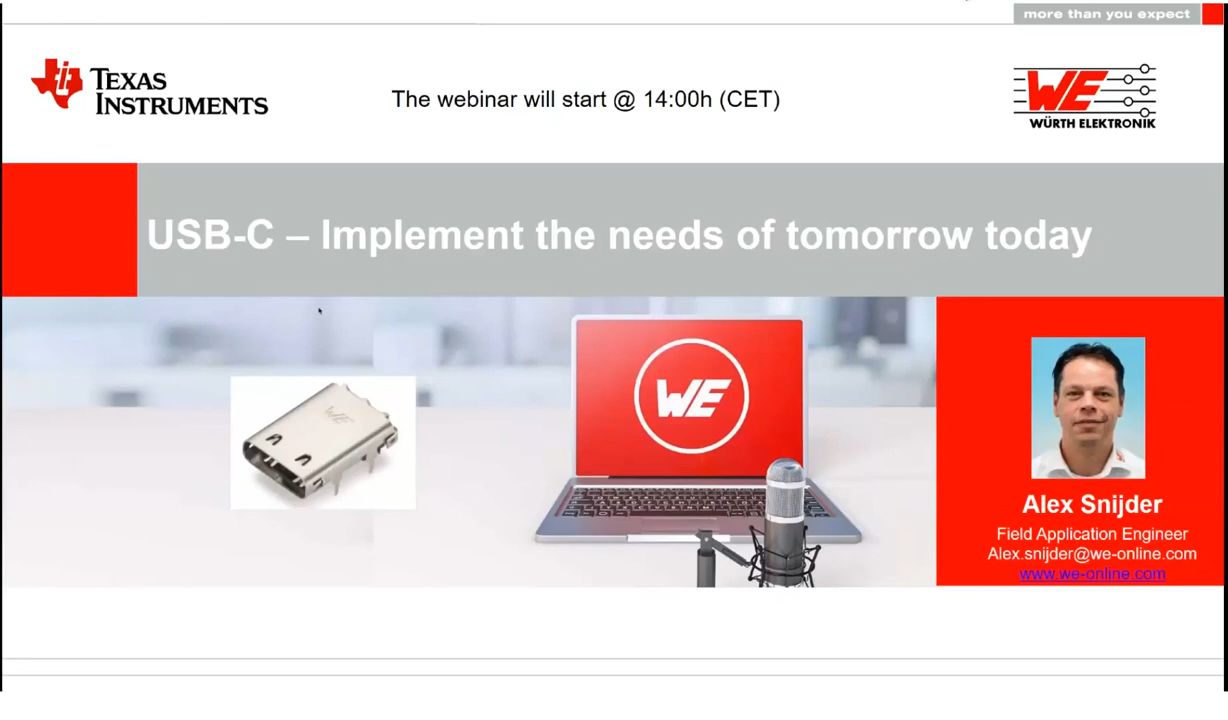 more than you expect
TEXAS
INSTRUMENTS
The webinar will start @ 14:00h (CET)
WE
WÜRTH ELEKTRONIK
USB-C – Implement the needs of tomorrow today
WE
WE
Alex Snijder
Field Application Engineer
Alex.snijder@we-online.com
www.we-online.com